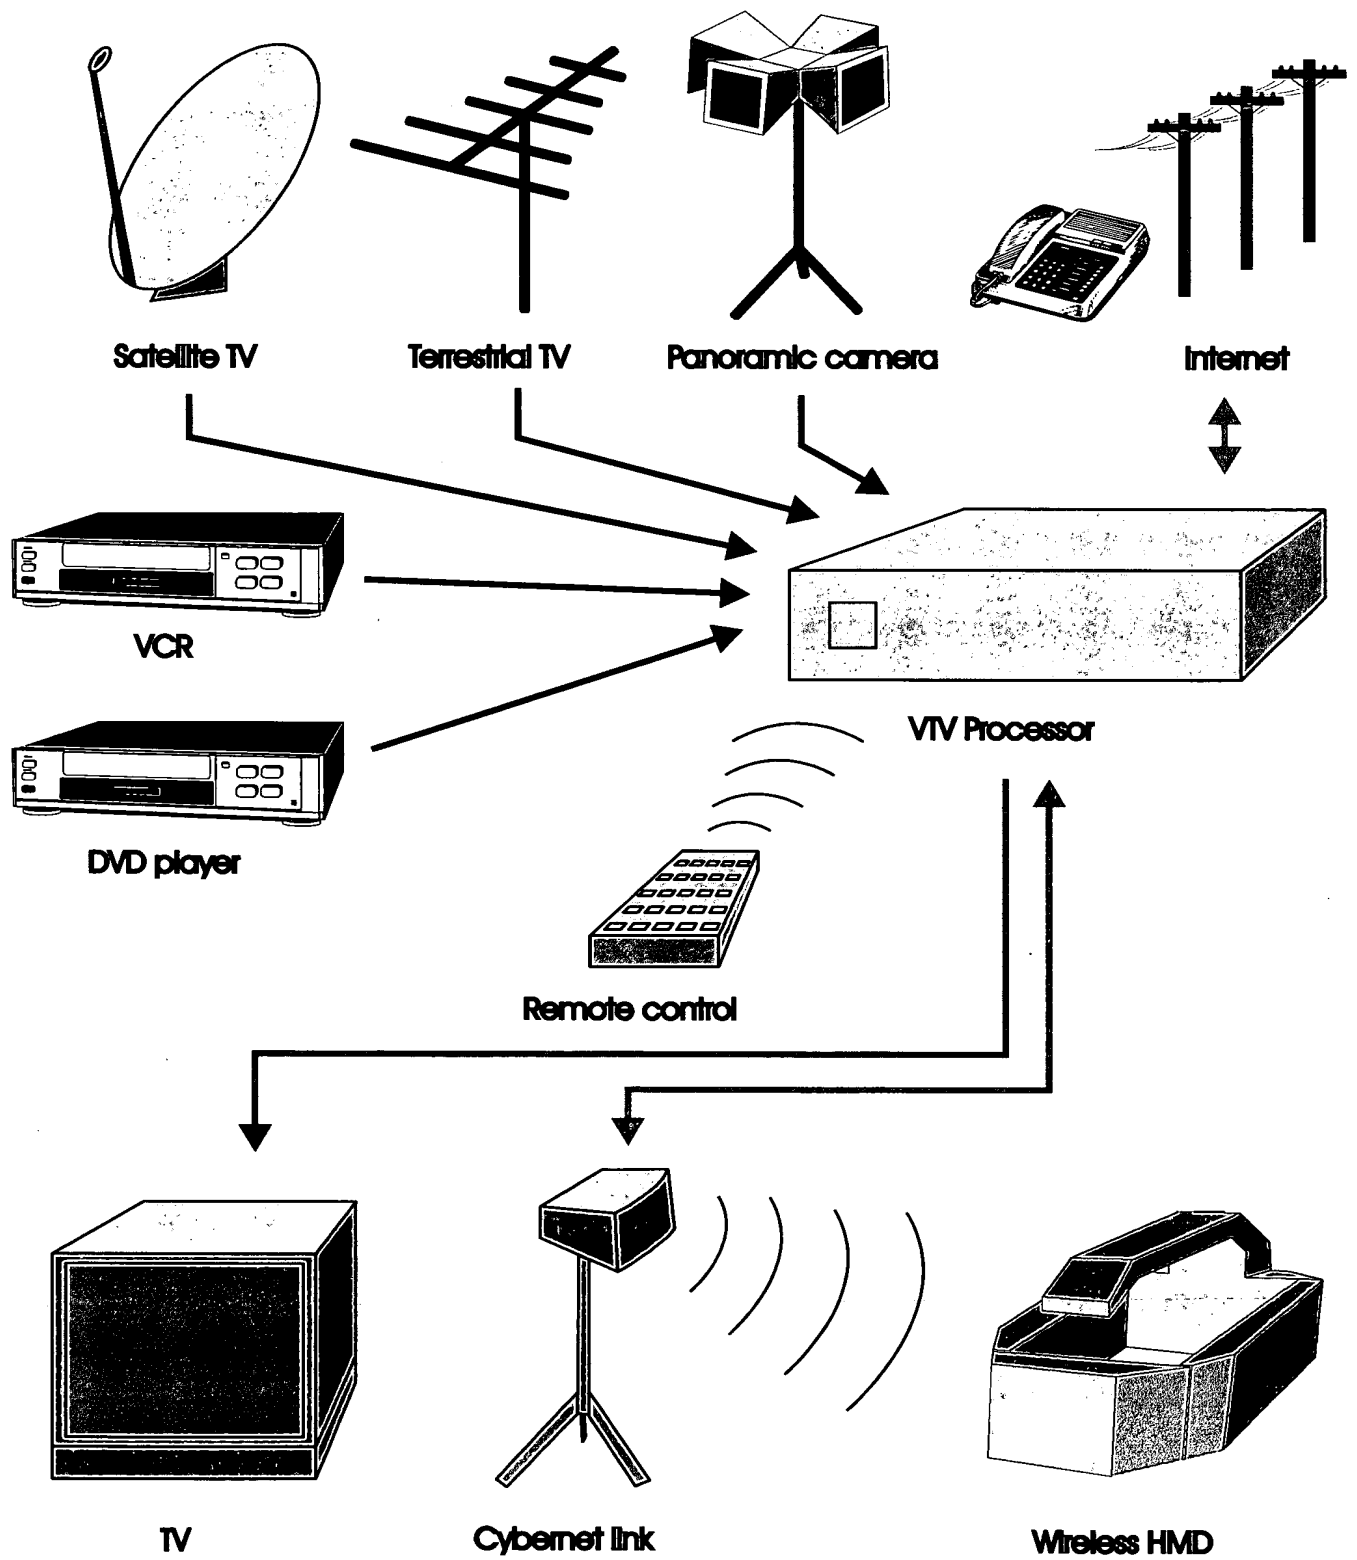 Satellite TV
Terrestrial TV
Panoramic camera
Internet
VCR
VTV Processor
DVD player
Remote control
TV
Cybernet link
Wireless HMD